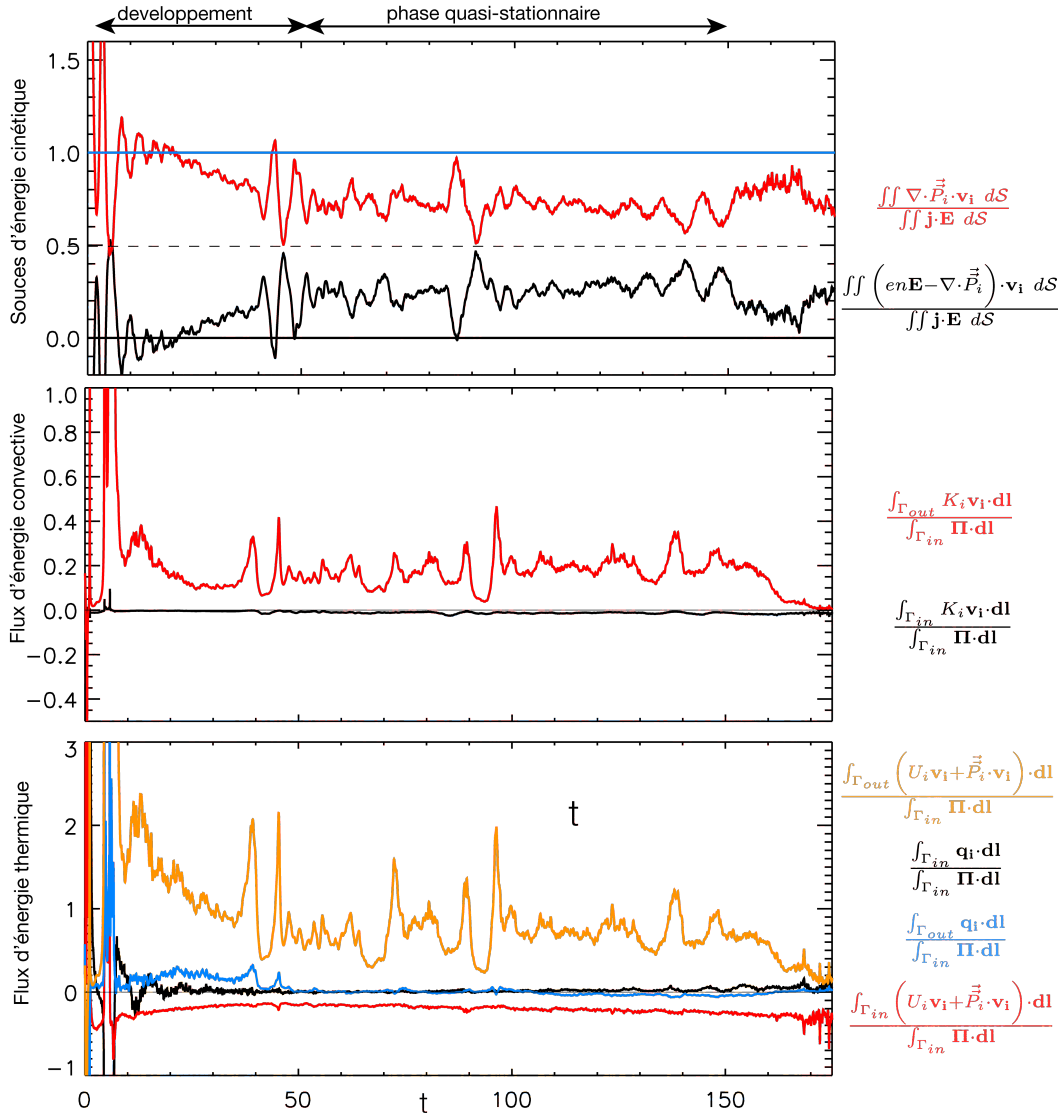 developpement phase quasi-stationnaire
Souces d'énergie cinétique
1.5
1.0
0.5
0.0
∫∫ ∇·P⃗⃗i·vi dS
∫∫ j·E dS
∫∫ (enE−∇·P⃗⃗i)·vi dS
∫∫ j·E dS
Flux d'énergie convective
1.0
0.8
0.6
0.4
0.2
0.0
−0.2
−0.4
∫Γout Kivi·dl
∫Γin Π·dl
∫Γin Kivi·dl
∫Γin Π·dl
Flux d'énergie thermique
3
2
1
0
−1
t
∫Γout (Uivi+P⃗⃗i·vi)·dl
∫Γin Π·dl
∫Γin qi·dl
∫Γin Π·dl
∫Γout qi·dl
∫Γin Π·dl
∫Γin (Uivi+P⃗⃗i·vi)·dl
∫Γin Π·dl
0 50 100 150
t